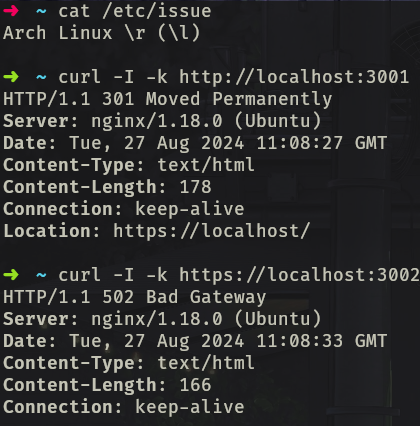 ➜ ~ cat /etc/issue
Arch Linux \r (\l)
➜ ~ curl -I -k http://localhost:3001
HTTP/1.1 301 Moved Permanently
Server: nginx/1.18.0 (Ubuntu)
Date: Tue, 27 Aug 2024 11:08:27 GMT
Content-Type: text/html
Content-Length: 178
Connection: keep-alive
Location: https://localhost/
➜ ~ curl -I -k https://localhost:3002
HTTP/1.1 502 Bad Gateway
Server: nginx/1.18.0 (Ubuntu)
Date: Tue, 27 Aug 2024 11:08:33 GMT
Content-Type: text/html
Content-Length: 166
Connection: keep-alive